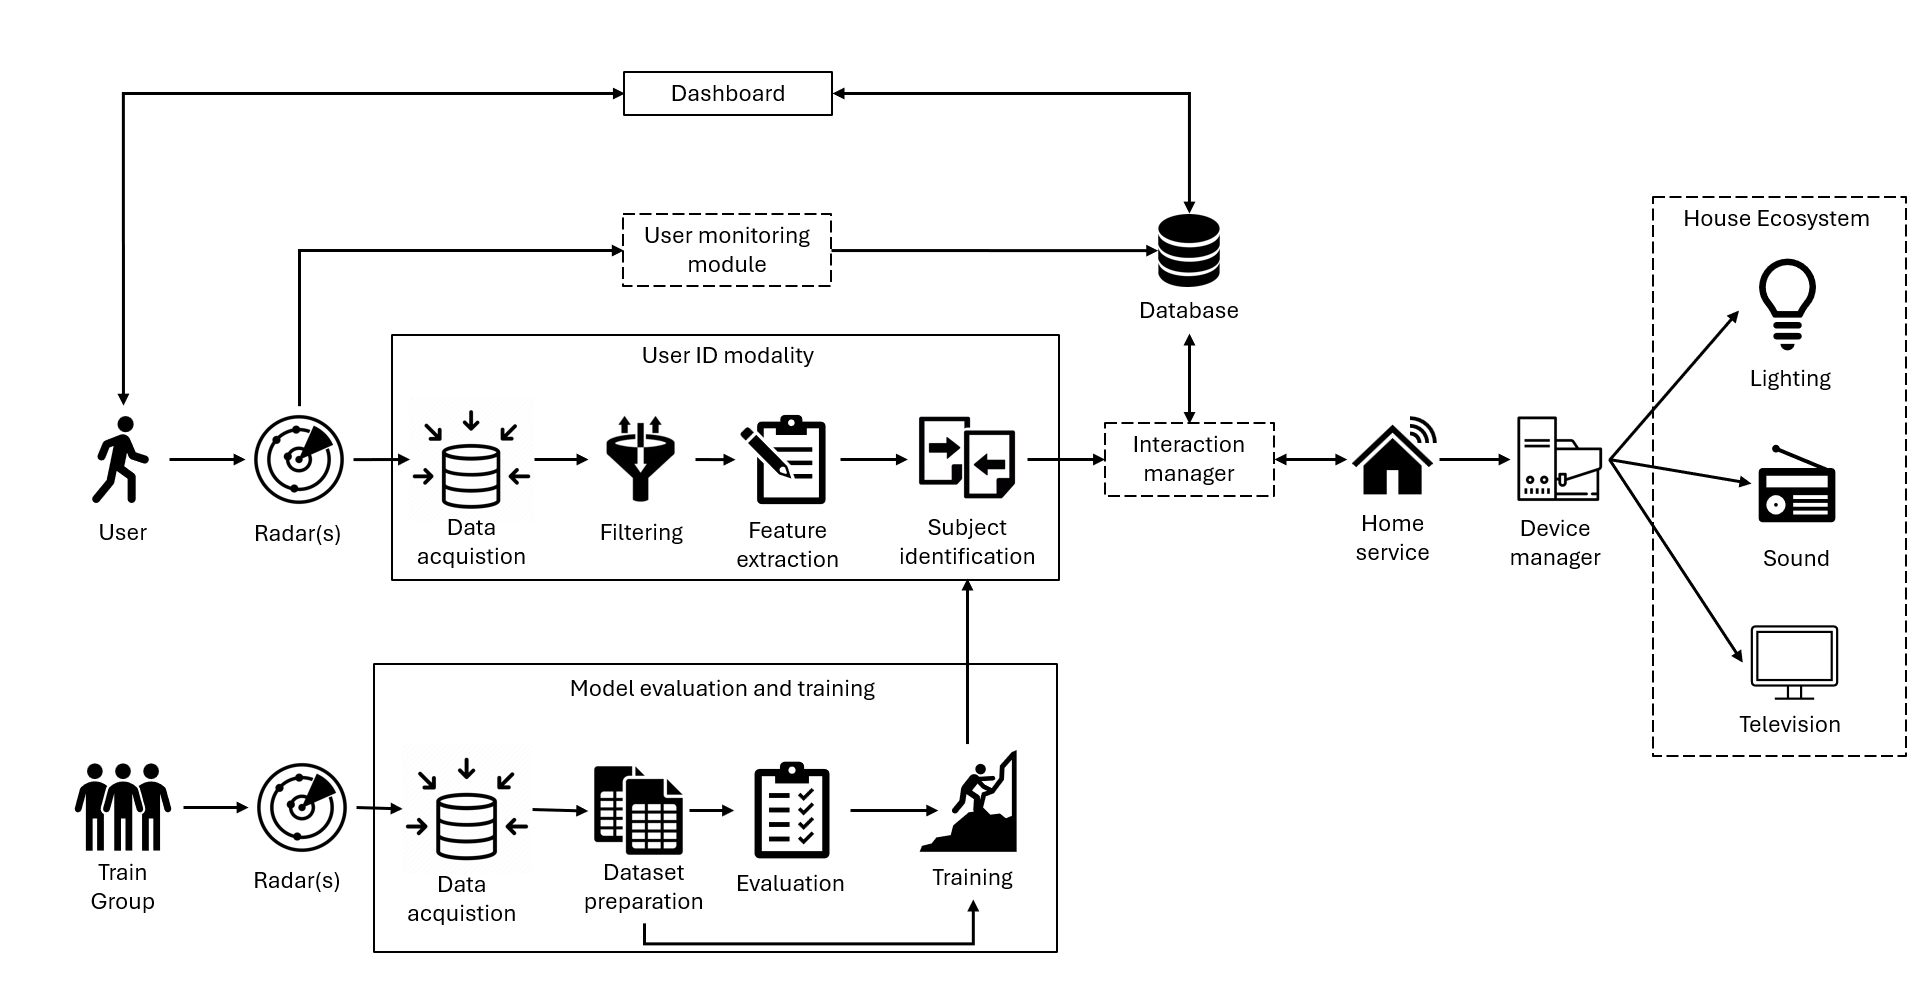 Dashboard
User monitoring
module
Database
House Ecosystem
Lighting
Sound
Television
User ID modality
User
Radar(s)
Data
acquistion
Filtering
Feature
extraction
Subject
identification
Interaction
manager
Home
service
Device
manager
Model evaluation and training
Train
Group
Radar(s)
Data
acquistion
Dataset
preparation
Evaluation
Training